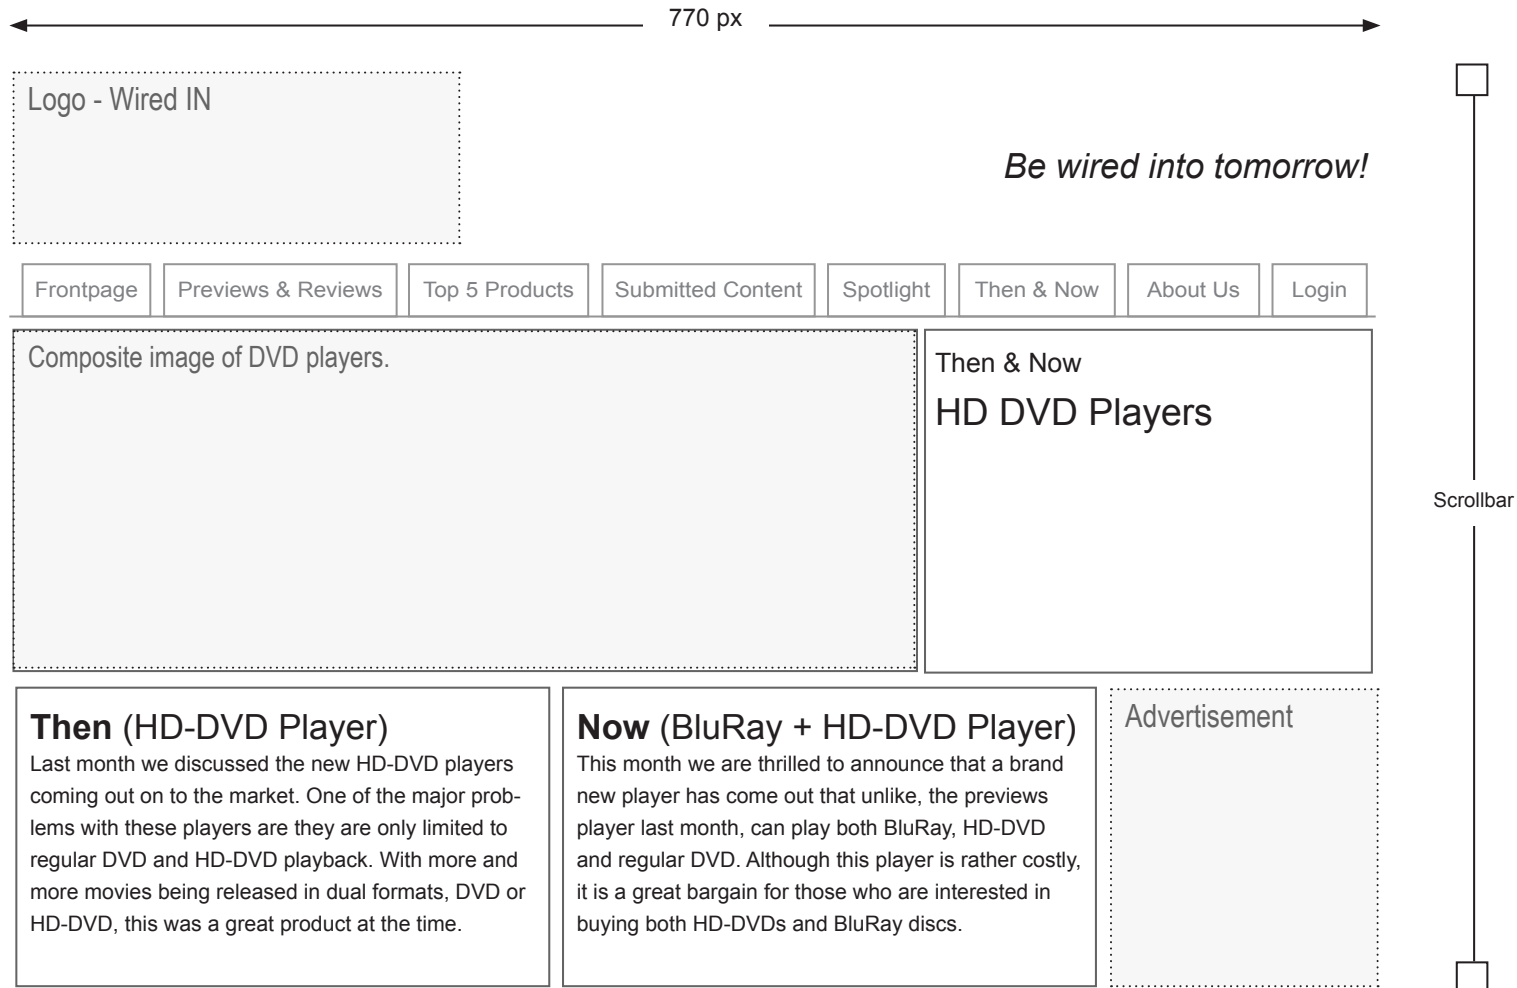 770 px
Logo - Wired IN
Be wired into tomorrow!
Frontpage
Previews & Reviews
Top 5 Products
Submitted Content
Spotlight
Then & Now
About Us
Login
Composite image of DVD players.
Then & Now
HD DVD Players
Scrollbar
Then (HD-DVD Player)
Last month we discussed the new HD-DVD players
coming out on to the market. One of the major prob-
lems with these players are they are only limited to
regular DVD and HD-DVD playback. With more and
more movies being released in dual formats, DVD or
HD-DVD, this was a great product at the time.
Now (BluRay + HD-DVD Player)
This month we are thrilled to announce that a brand
new player has come out that unlike, the previews
player last month, can play both BluRay, HD-DVD
and regular DVD. Although this player is rather costly,
it is a great bargain for those who are interested in
buying both HD-DVDs and BluRay discs.
Advertisement